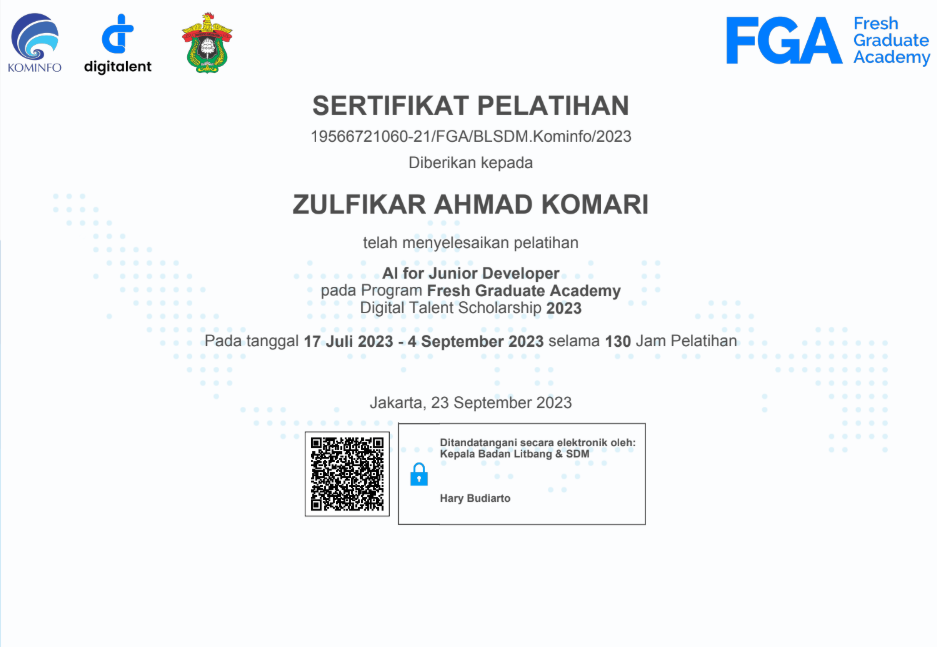 KOMINFO
digitalent
FGA
Fresh
Graduate
Academy
SERTIFIKAT PELATIHAN
19566721060-21/FGA/BLSDM.Kominfo/2023
Diberikan kepada
ZULFIKAR AHMAD KOMARI
telah menyelesaikan pelatihan
AI for Junior Developer
pada Program Fresh Graduate Academy
Digital Talent Scholarship 2023
Pada tanggal 17 Juli 2023 - 4 September 2023 selama 130 Jam Pelatihan
Jakarta, 23 September 2023
Ditandatangani secara elektronik oleh:
Kepala Badan Litbang & SDM
Hary Budiarto